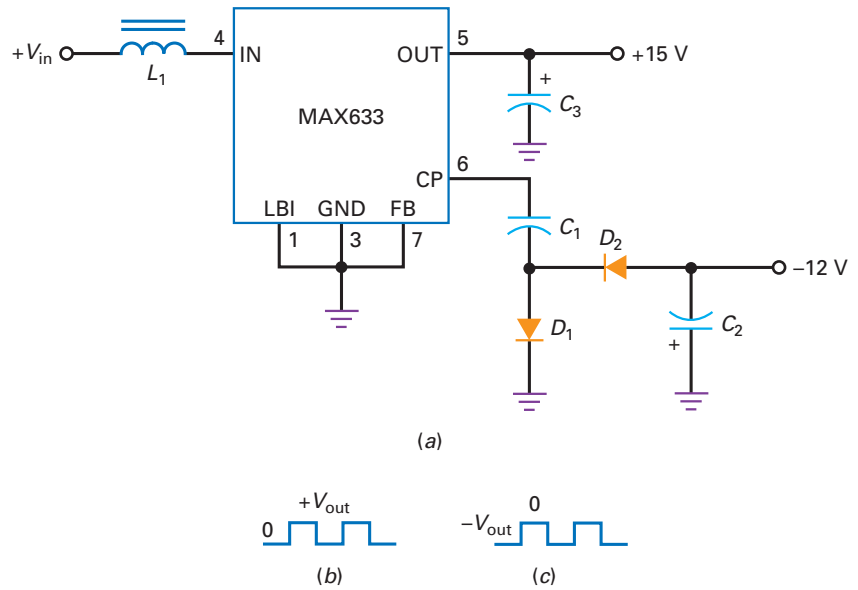 +Vin
L1
4
IN
MAX633
OUT
5
+15 V
+
C3
CP
6
LBI
GND
FB
1
3
7
C1
D2
−12 V
D1
+
C2
(a)
+Vout
0
(b)
0
−Vout
(c)